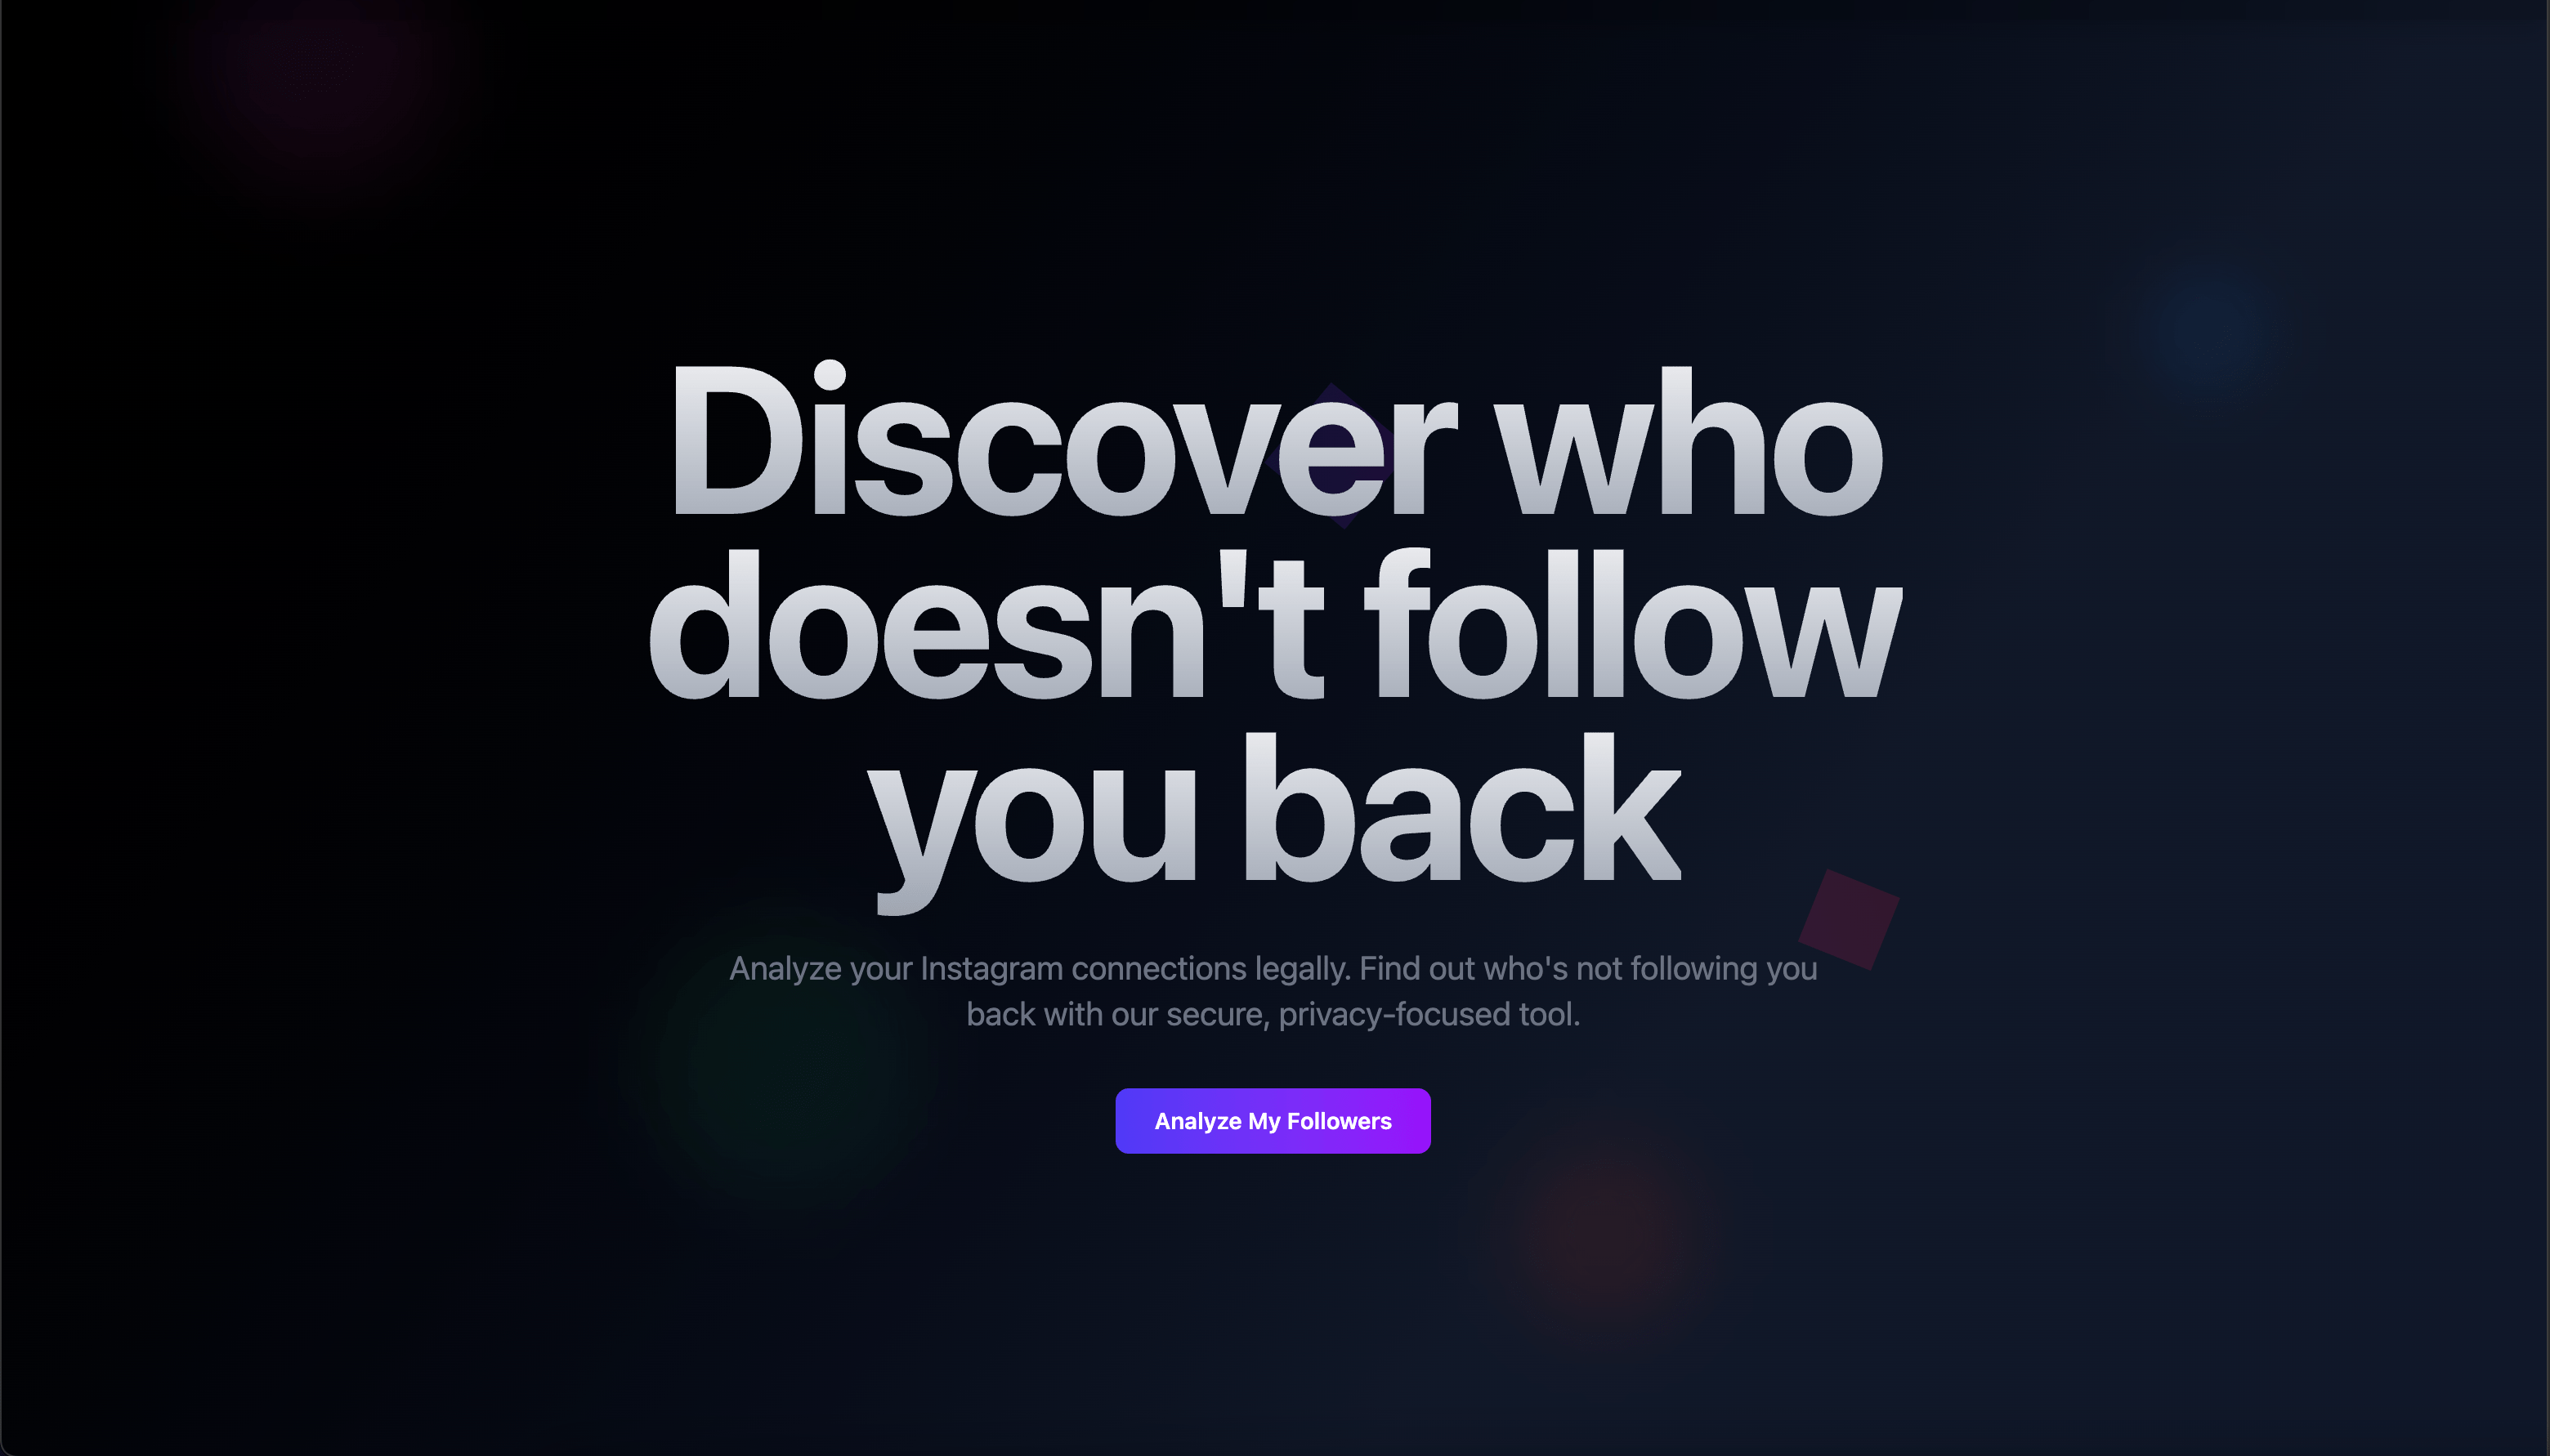 Discover who
doesn't follow
you back
Analyze your Instagram connections legally. Find out who's not following you
back with our secure, privacy-focused tool.
Analyze My Followers